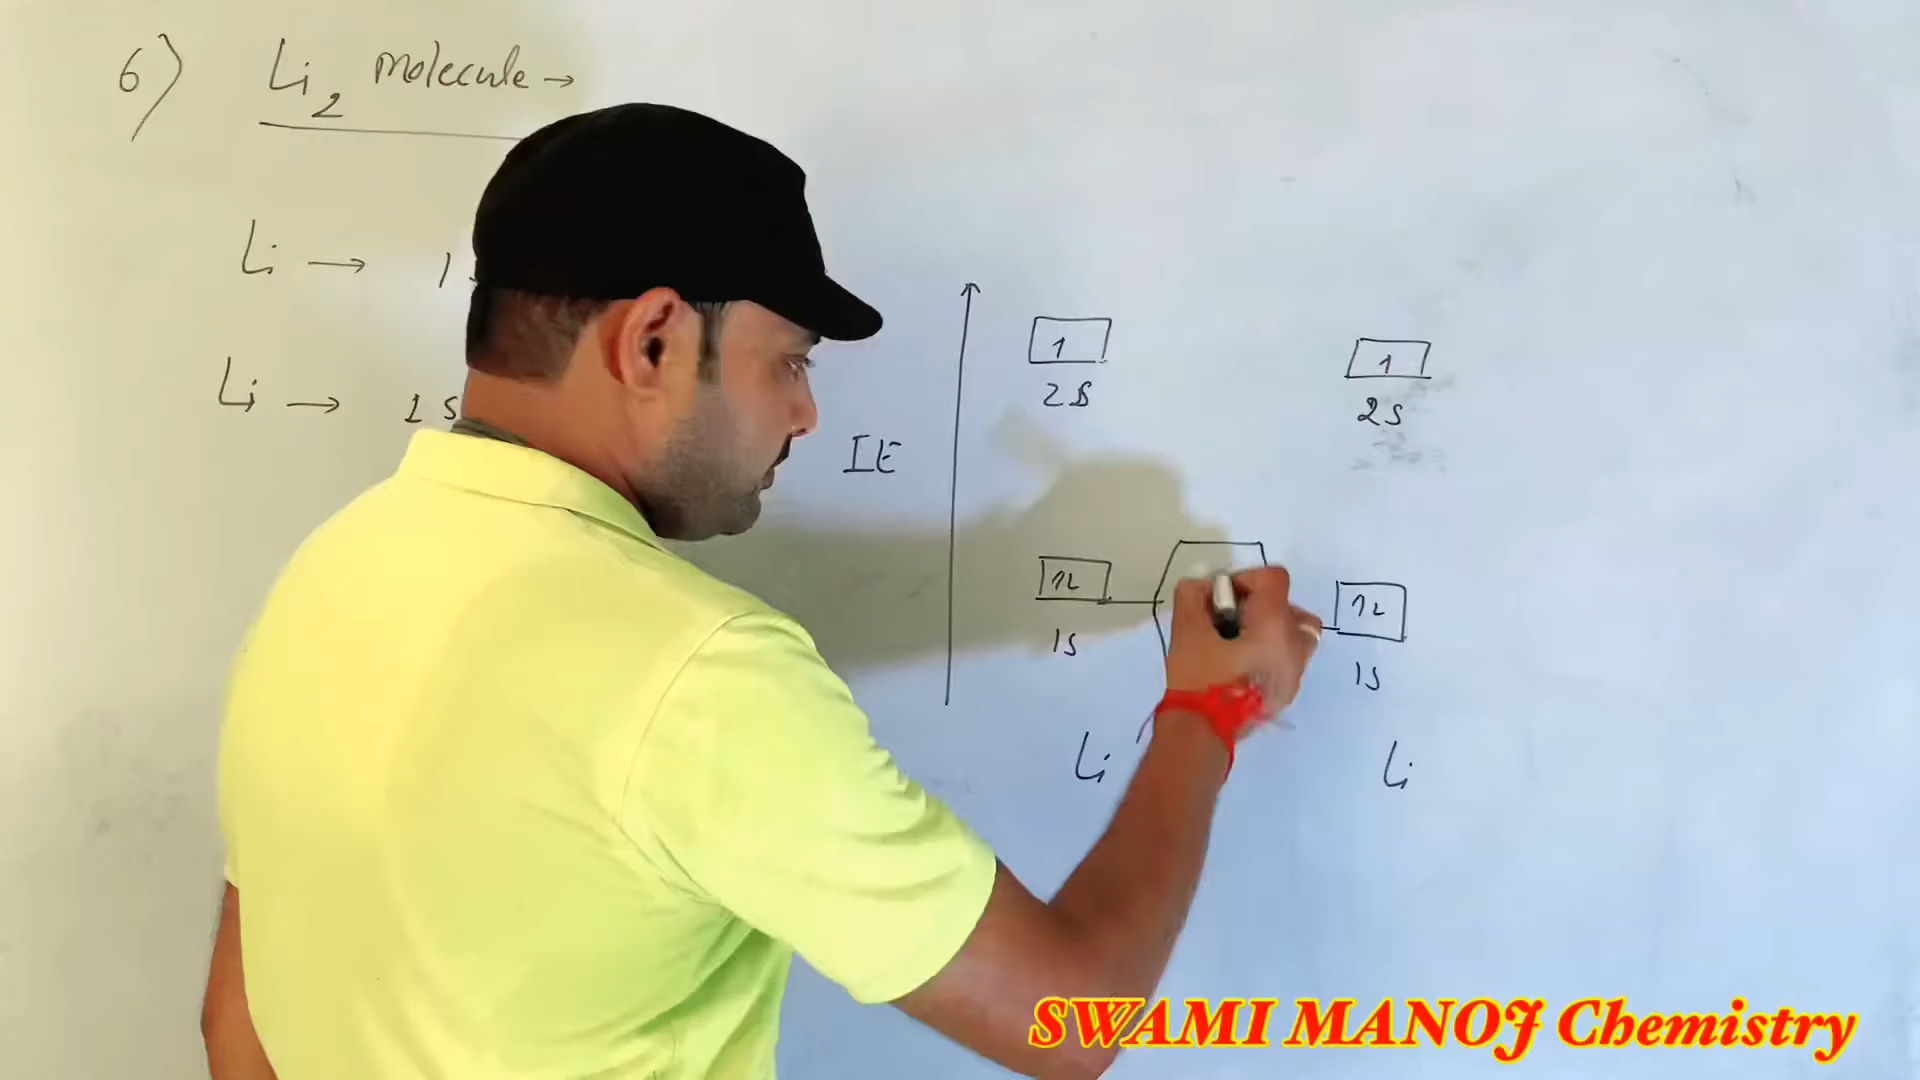 6) Li2 molecule →
Li → 1
Li → 1s
IE
1
2s
1
2s
1L
1s
1L
1s
Li
Li
SWAMI MANOJ Chemistry